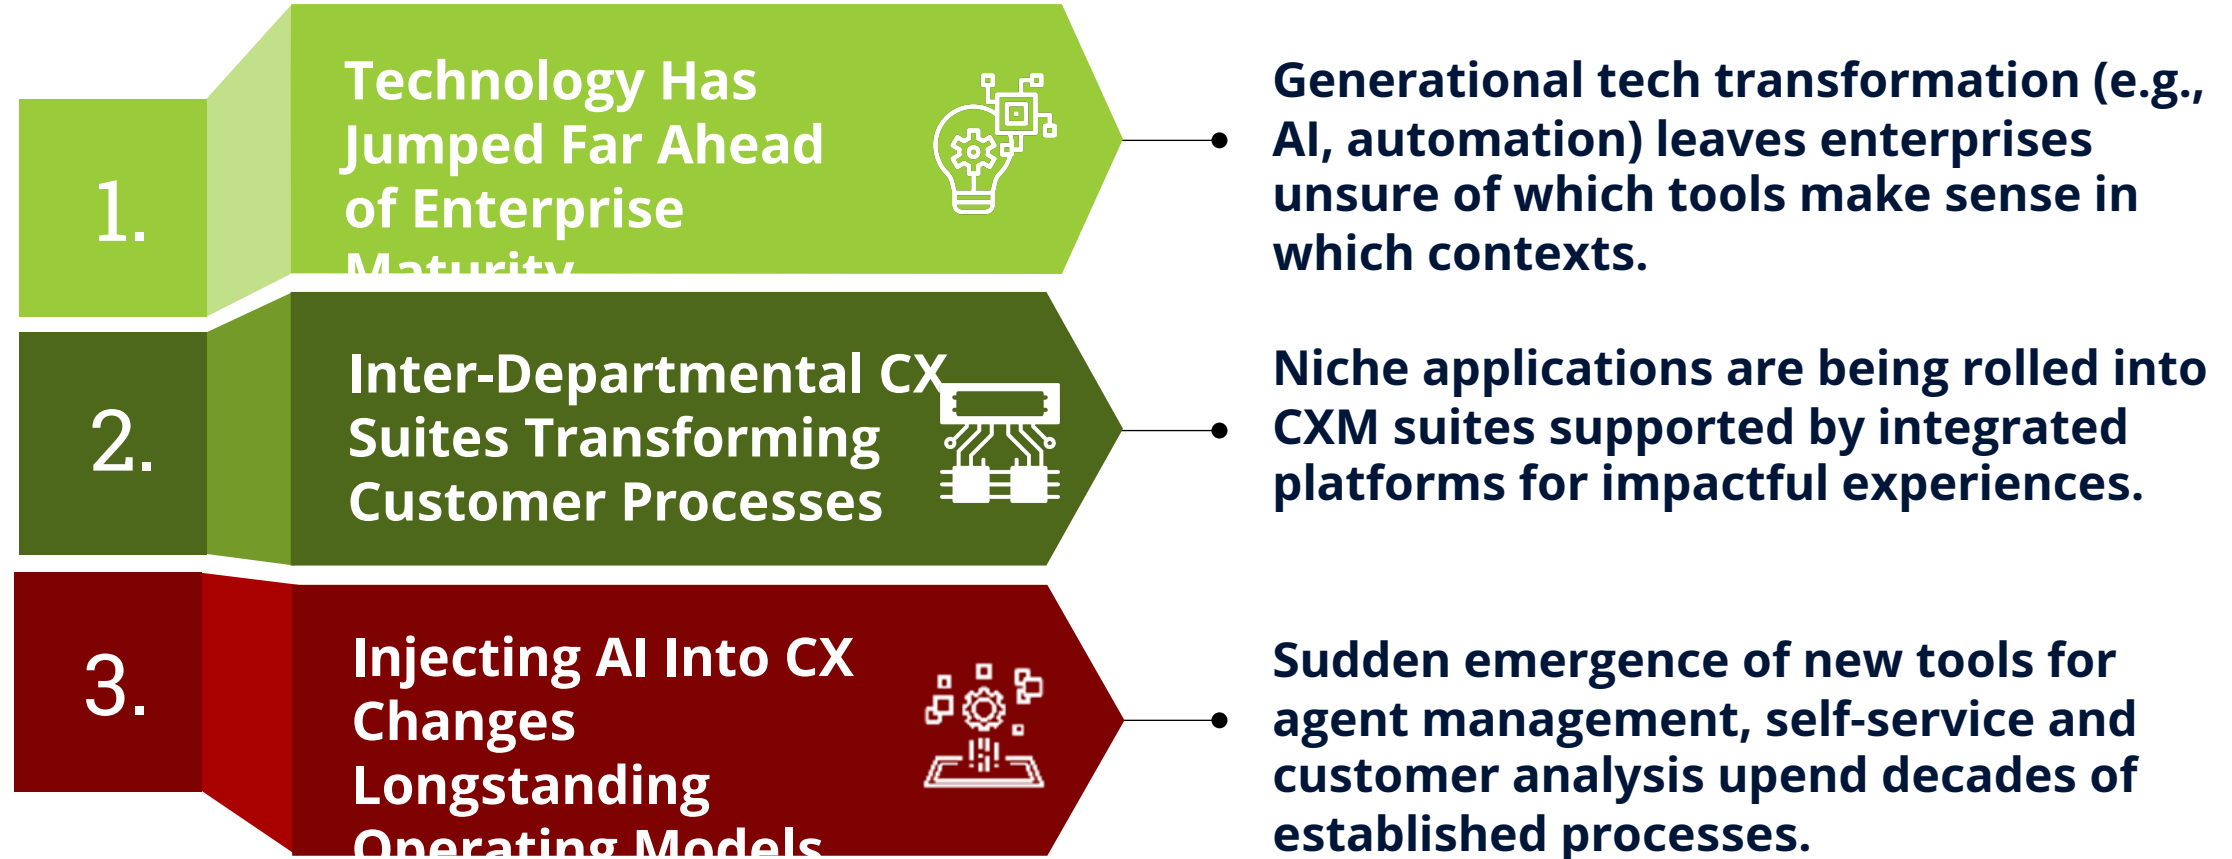 1.
Technology Has
Jumped Far Ahead
of Enterprise
Maturity
Generational tech transformation (e.g.,
AI, automation) leaves enterprises
unsure of which tools make sense in
which contexts.
2.
Inter-Departmental CX
Suites Transforming
Customer Processes
Niche applications are being rolled into
CXM suites supported by integrated
platforms for impactful experiences.
3.
Injecting AI Into CX
Changes
Longstanding
Operating Models
Sudden emergence of new tools for
agent management, self-service and
customer analysis upend decades of
established processes.